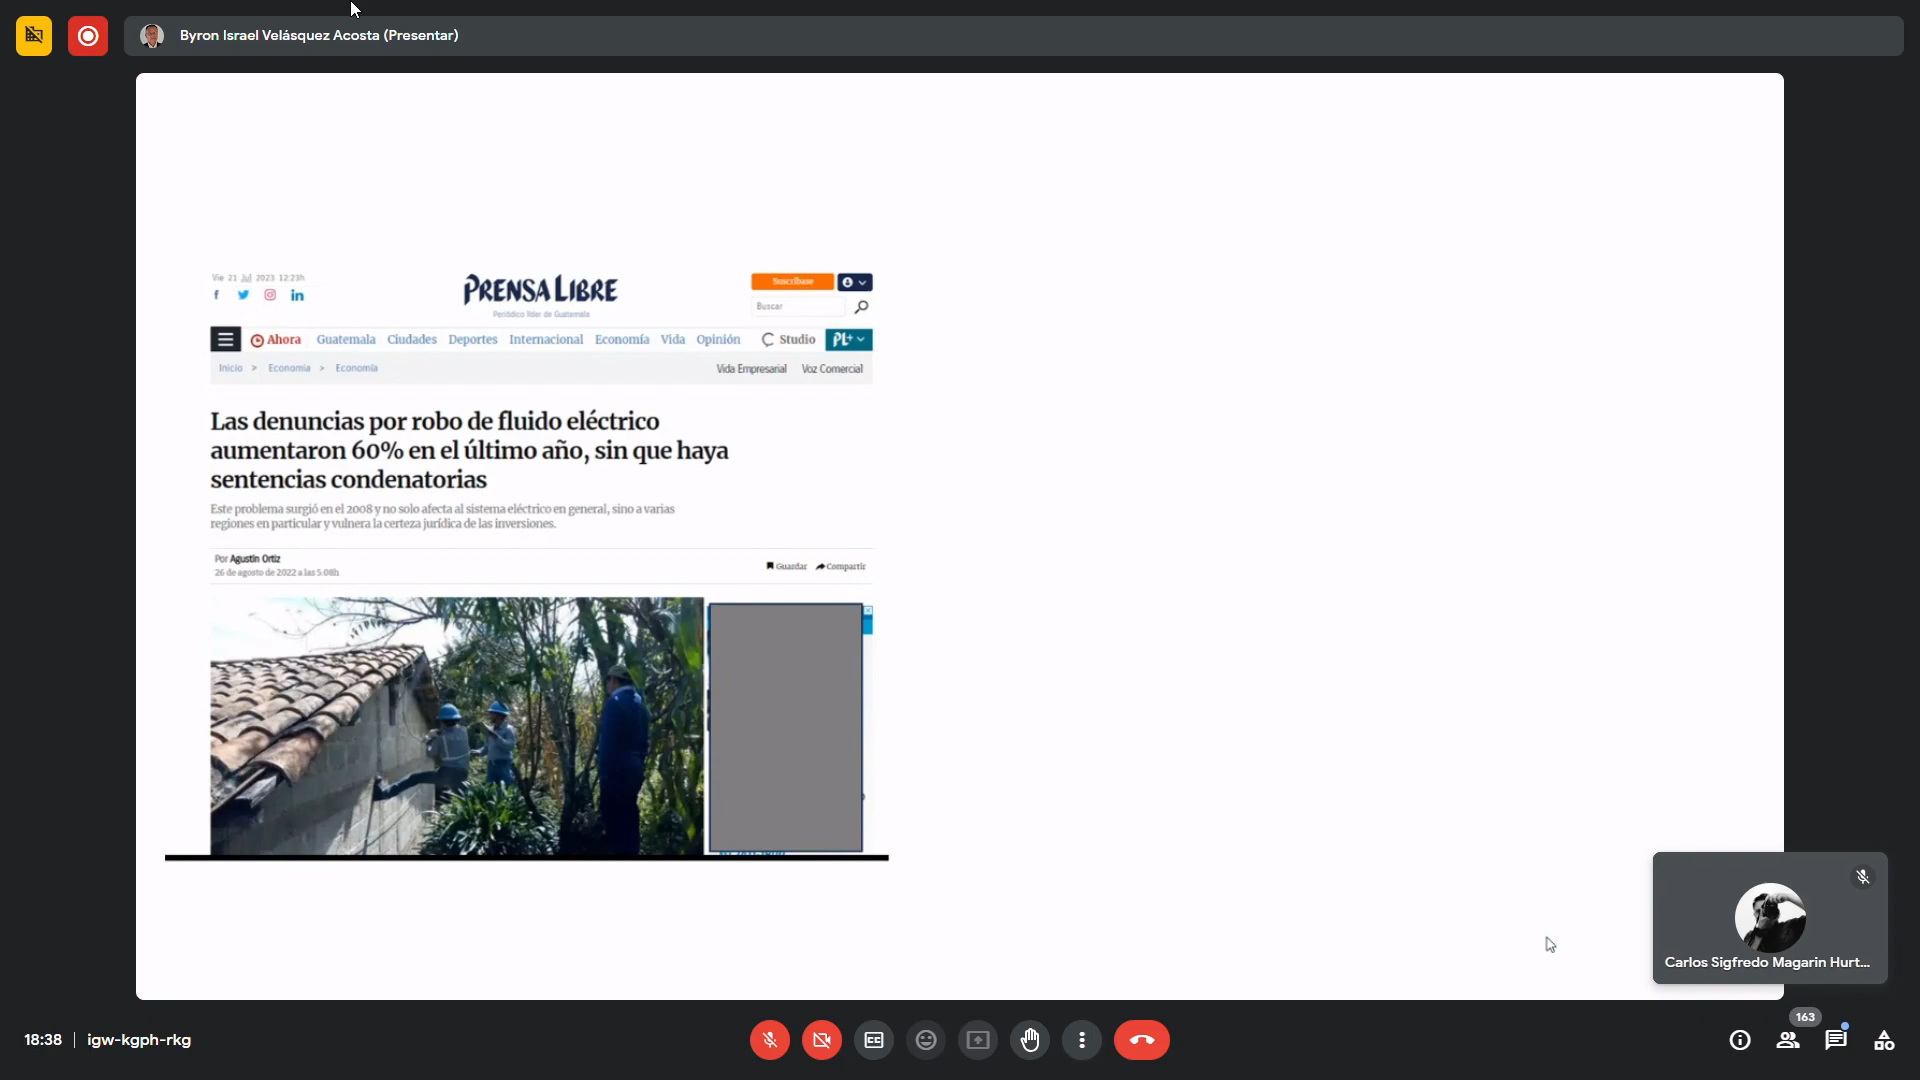 Byron Israel Velásquez Acosta (Presentar)
Vie 21 Jul 2023 12:23h
PRENSA LIBRE
Periódico líder de Guatemala
Suscríbase
Buscar
Ahora Guatemala Ciudades Deportes Internacional Economía Vida Opinión Studio PL+
Inicio > Economía > Economía Vida Empresarial Voz Comercial
Las denuncias por robo de fluido eléctrico
aumentaron 60% en el último año, sin que haya
sentencias condenatorias
Este problema surgió en el 2008 y no solo afecta al sistema eléctrico en general, sino a varias
regiones en particular y vulnera la certeza jurídica de las inversiones.
Por Agustín Ortiz
26 de agosto de 2022 a las 5:08h
Guardar Compartir
Carlos Sigfredo Magarin Hurt...
18:38 | igw-kgph-rkg
163